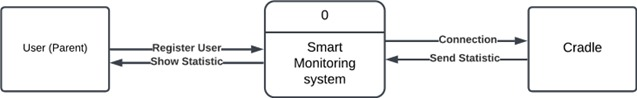 0
User (Parent)
Register User
Show Statistic
Smart
Monitoring
system
Connection
Send Statistic
Cradle